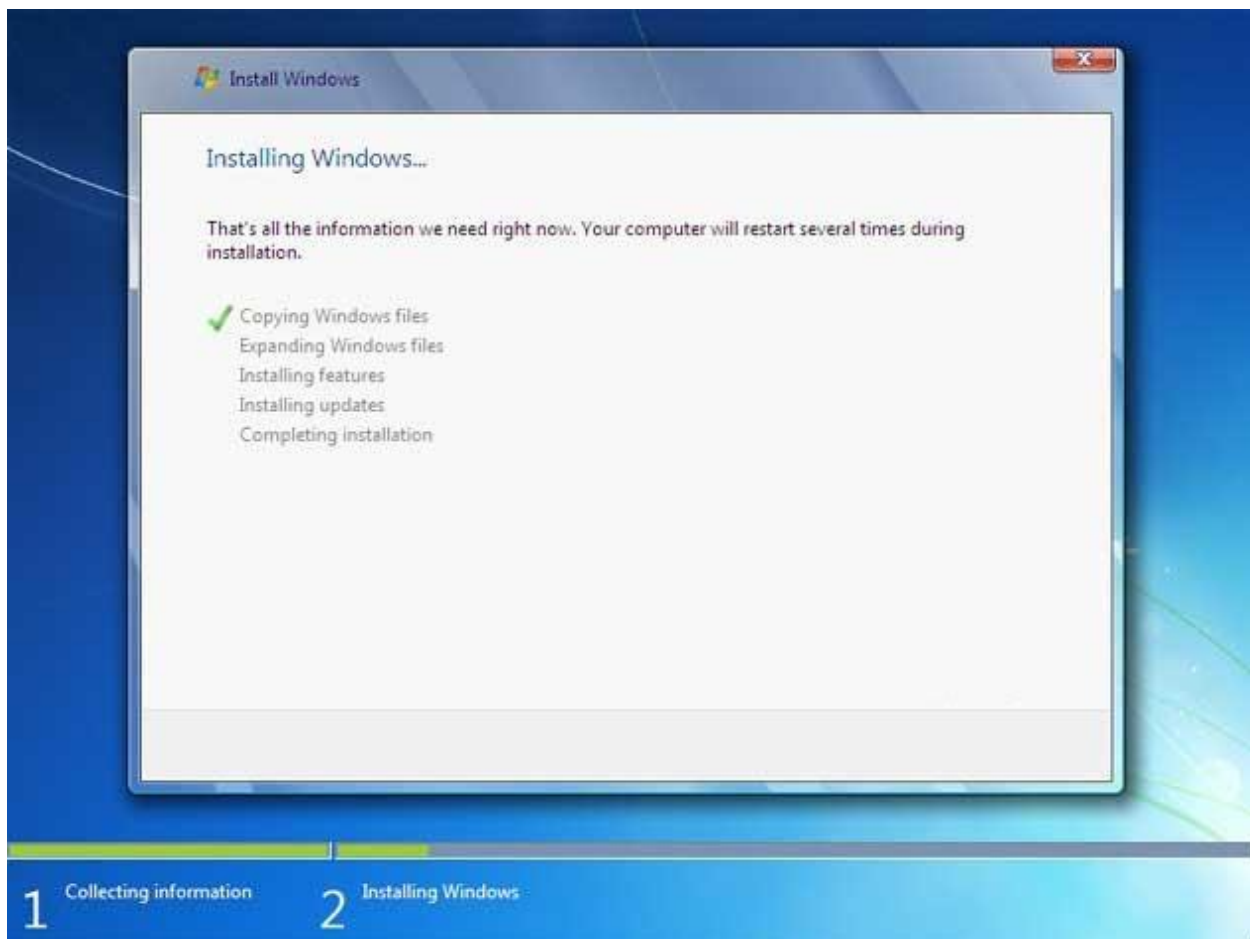 Install Windows
Installing Windows...
That's all the information we need right now. Your computer will restart several times during
installation.
Copying Windows files
Expanding Windows files
Installing features
Installing updates
Completing installation
1 Collecting information 2 Installing Windows